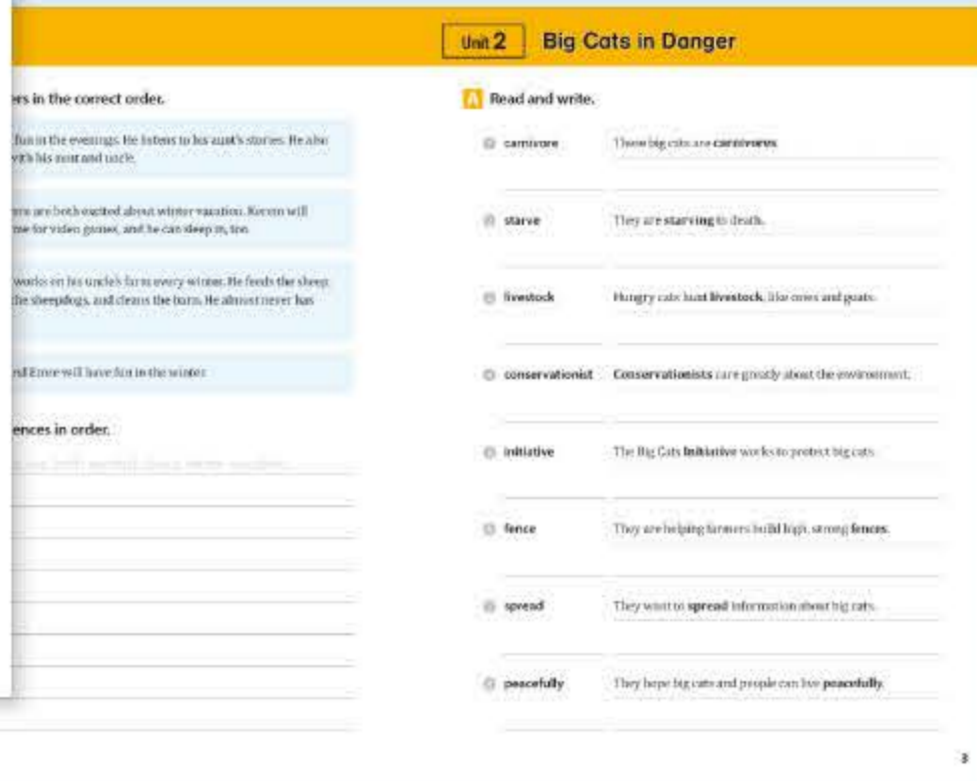 ers in the correct order.
fun in the evenings. He listens to his aunt's stories. He also
with his aunt and uncle.
are both excited about winter vacation. Kerem will
me for video games, and he can sleep in, too.
works on his uncle's farm every winter. He feeds the sheep
the sheepdogs, and cleans the barn. He almost never has
Emre will have fun in the winter.
ences in order.
Unit 2 Big Cats in Danger
A Read and write.
carnivore These big cats are carnivores.
starve They are starving to death.
livestock Hungry cats hunt livestock, like cows and goats.
conservationist Conservationists care greatly about the environment.
initiative The Big Cats Initiative works to protect big cats.
fence They are helping farmers build high, strong fences.
spread They want to spread information about big cats.
peacefully They hope big cats and people can live peacefully.
3